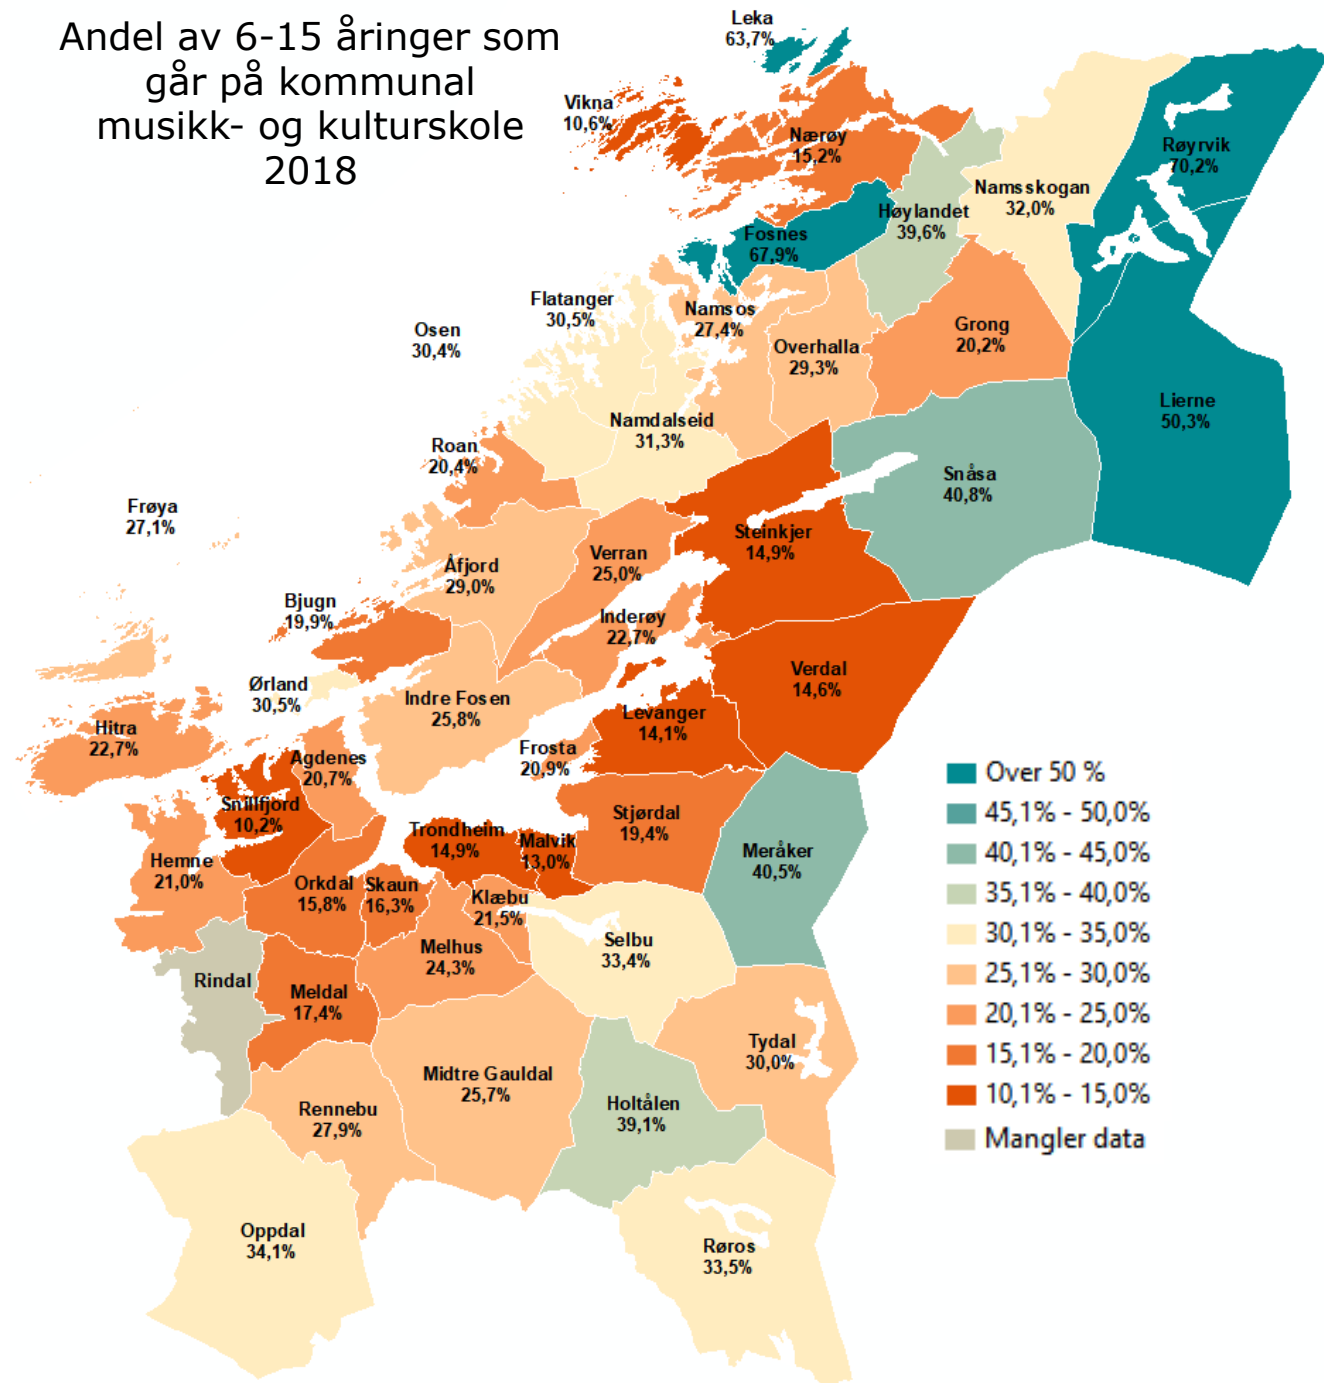 Andel av 6-15 åringer som
går på kommunal
musikk- og kulturskole
2018
Leka
63,7%
Vikna
10,6%
Nærøy
15,2%
Røyrvik
70,2%
Namsskogan
32,0%
Høylandet
39,6%
Fosnes
67,9%
Flatanger
30,5%
Namsos
27,4%
Osen
30,4%
Grong
20,2%
Overhalla
29,3%
Lierne
50,3%
Namdalseid
31,3%
Roan
20,4%
Snåsa
40,8%
Frøya
27,1%
Steinkjer
14,9%
Verran
25,0%
Åfjord
29,0%
Bjugn
19,9%
Inderøy
22,7%
Verdal
14,6%
Ørland
30,5%
Indre Fosen
25,8%
Levanger
14,1%
Hitra
22,7%
Frosta
20,9%
Agdenes
20,7%
Snillfjord
10,2%
Stjørdal
19,4%
Trondheim
14,9%
Malvik
13,0%
Meråker
40,5%
Hemne
21,0%
Orkdal
15,8%
Skaun
16,3%
Klæbu
21,5%
Melhus
24,3%
Selbu
33,4%
Rindal
Meldal
17,4%
Tydal
30,0%
Midtre Gauldal
25,7%
Rennebu
27,9%
Holtålen
39,1%
Oppdal
34,1%
Røros
33,5%
Over 50 %
45,1% - 50,0%
40,1% - 45,0%
35,1% - 40,0%
30,1% - 35,0%
25,1% - 30,0%
20,1% - 25,0%
15,1% - 20,0%
10,1% - 15,0%
Mangler data